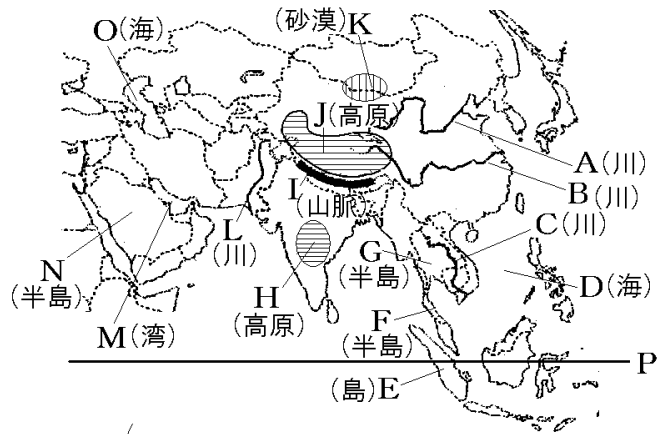 (砂漠)K
O(海)
J(高原)
A(川)
B(川)
I
(山脈)
L
(川)
C(川)
G
(半島)
N
(半島)
H
(高原)
D(海)
F
(半島)
M(湾)
P
(島)E